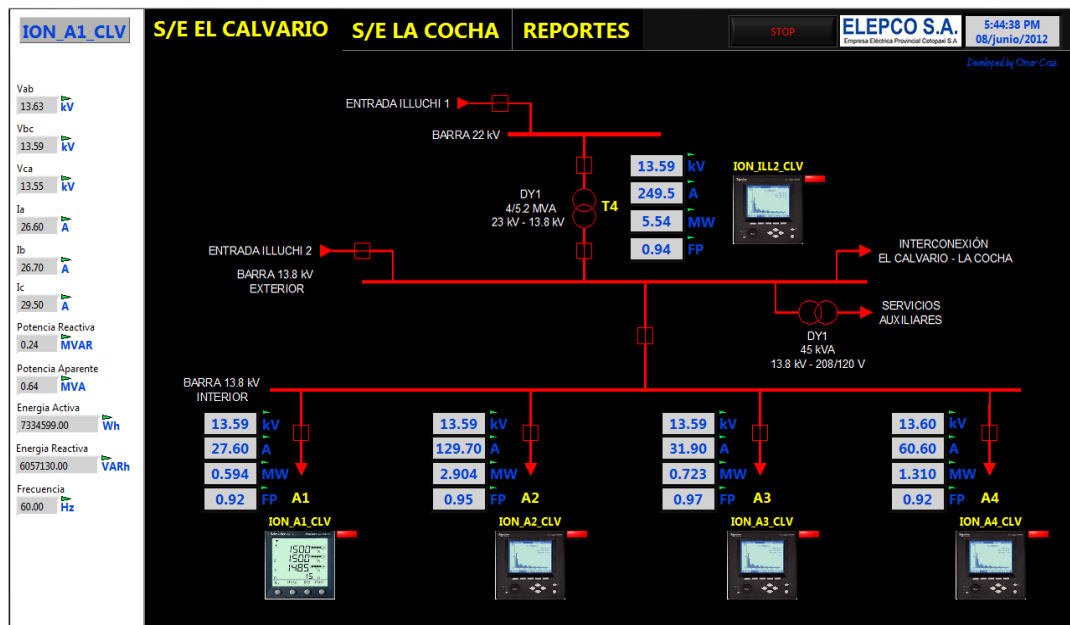 ION_A1_CLV
S/E EL CALVARIO
S/E LA COCHA
REPORTES
STOP
ELEPCO S.A.
Empresa Eléctrica Provincial Cotopaxi S.A
5:44:38 PM
08/junio/2012
Developed by Omar Cruz
Vab
13.63 kV
Vbc
13.59 kV
Vca
13.55 kV
Ia
26.60 A
Ib
26.70 A
Ic
29.50 A
Potencia Reactiva
0.24 MVAR
Potencia Aparente
0.64 MVA
Energia Activa
7334599.00 Wh
Energia Reactiva
6057130.00 VARh
Frecuencia
60.00 Hz
ENTRADA ILLUCHI 1
BARRA 22 kV
DY1
4/5.2 MVA
23 kV - 13.8 kV
T4
13.59 kV
249.5 A
5.54 MW
0.94 FP
ION_ILL2_CLV
ENTRADA ILLUCHI 2
BARRA 13.8 kV
EXTERIOR
INTERCONEXIÓN
EL CALVARIO - LA COCHA
SERVICIOS
AUXILIARES
DY1
45 kVA
13.8 kV - 208/120 V
BARRA 13.8 kV
INTERIOR
13.59 kV
27.60 A
0.594 MW
0.92 FP
A1
ION_A1_CLV
1500
1500
1485
15
13.59 kV
129.70 A
2.904 MW
0.95 FP
A2
ION_A2_CLV
13.59 kV
31.90 A
0.723 MW
0.97 FP
A3
ION_A3_CLV
13.60 kV
60.60 A
1.310 MW
0.92 FP
A4
ION_A4_CLV